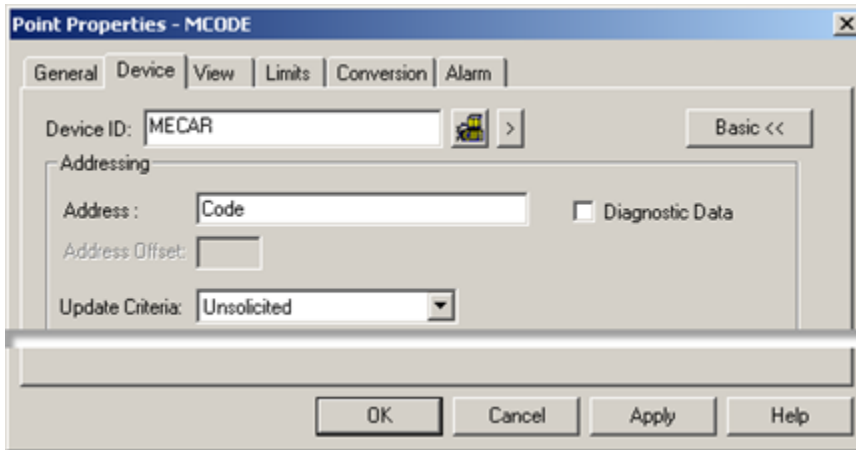 Point Properties - MCODE
General Device View Limits Conversion Alarm
Device ID: MECAR > Basic <<
Addressing
Address : Code Diagnostic Data
Address Offset:
Update Criteria: Unsolicited
OK Cancel Apply Help